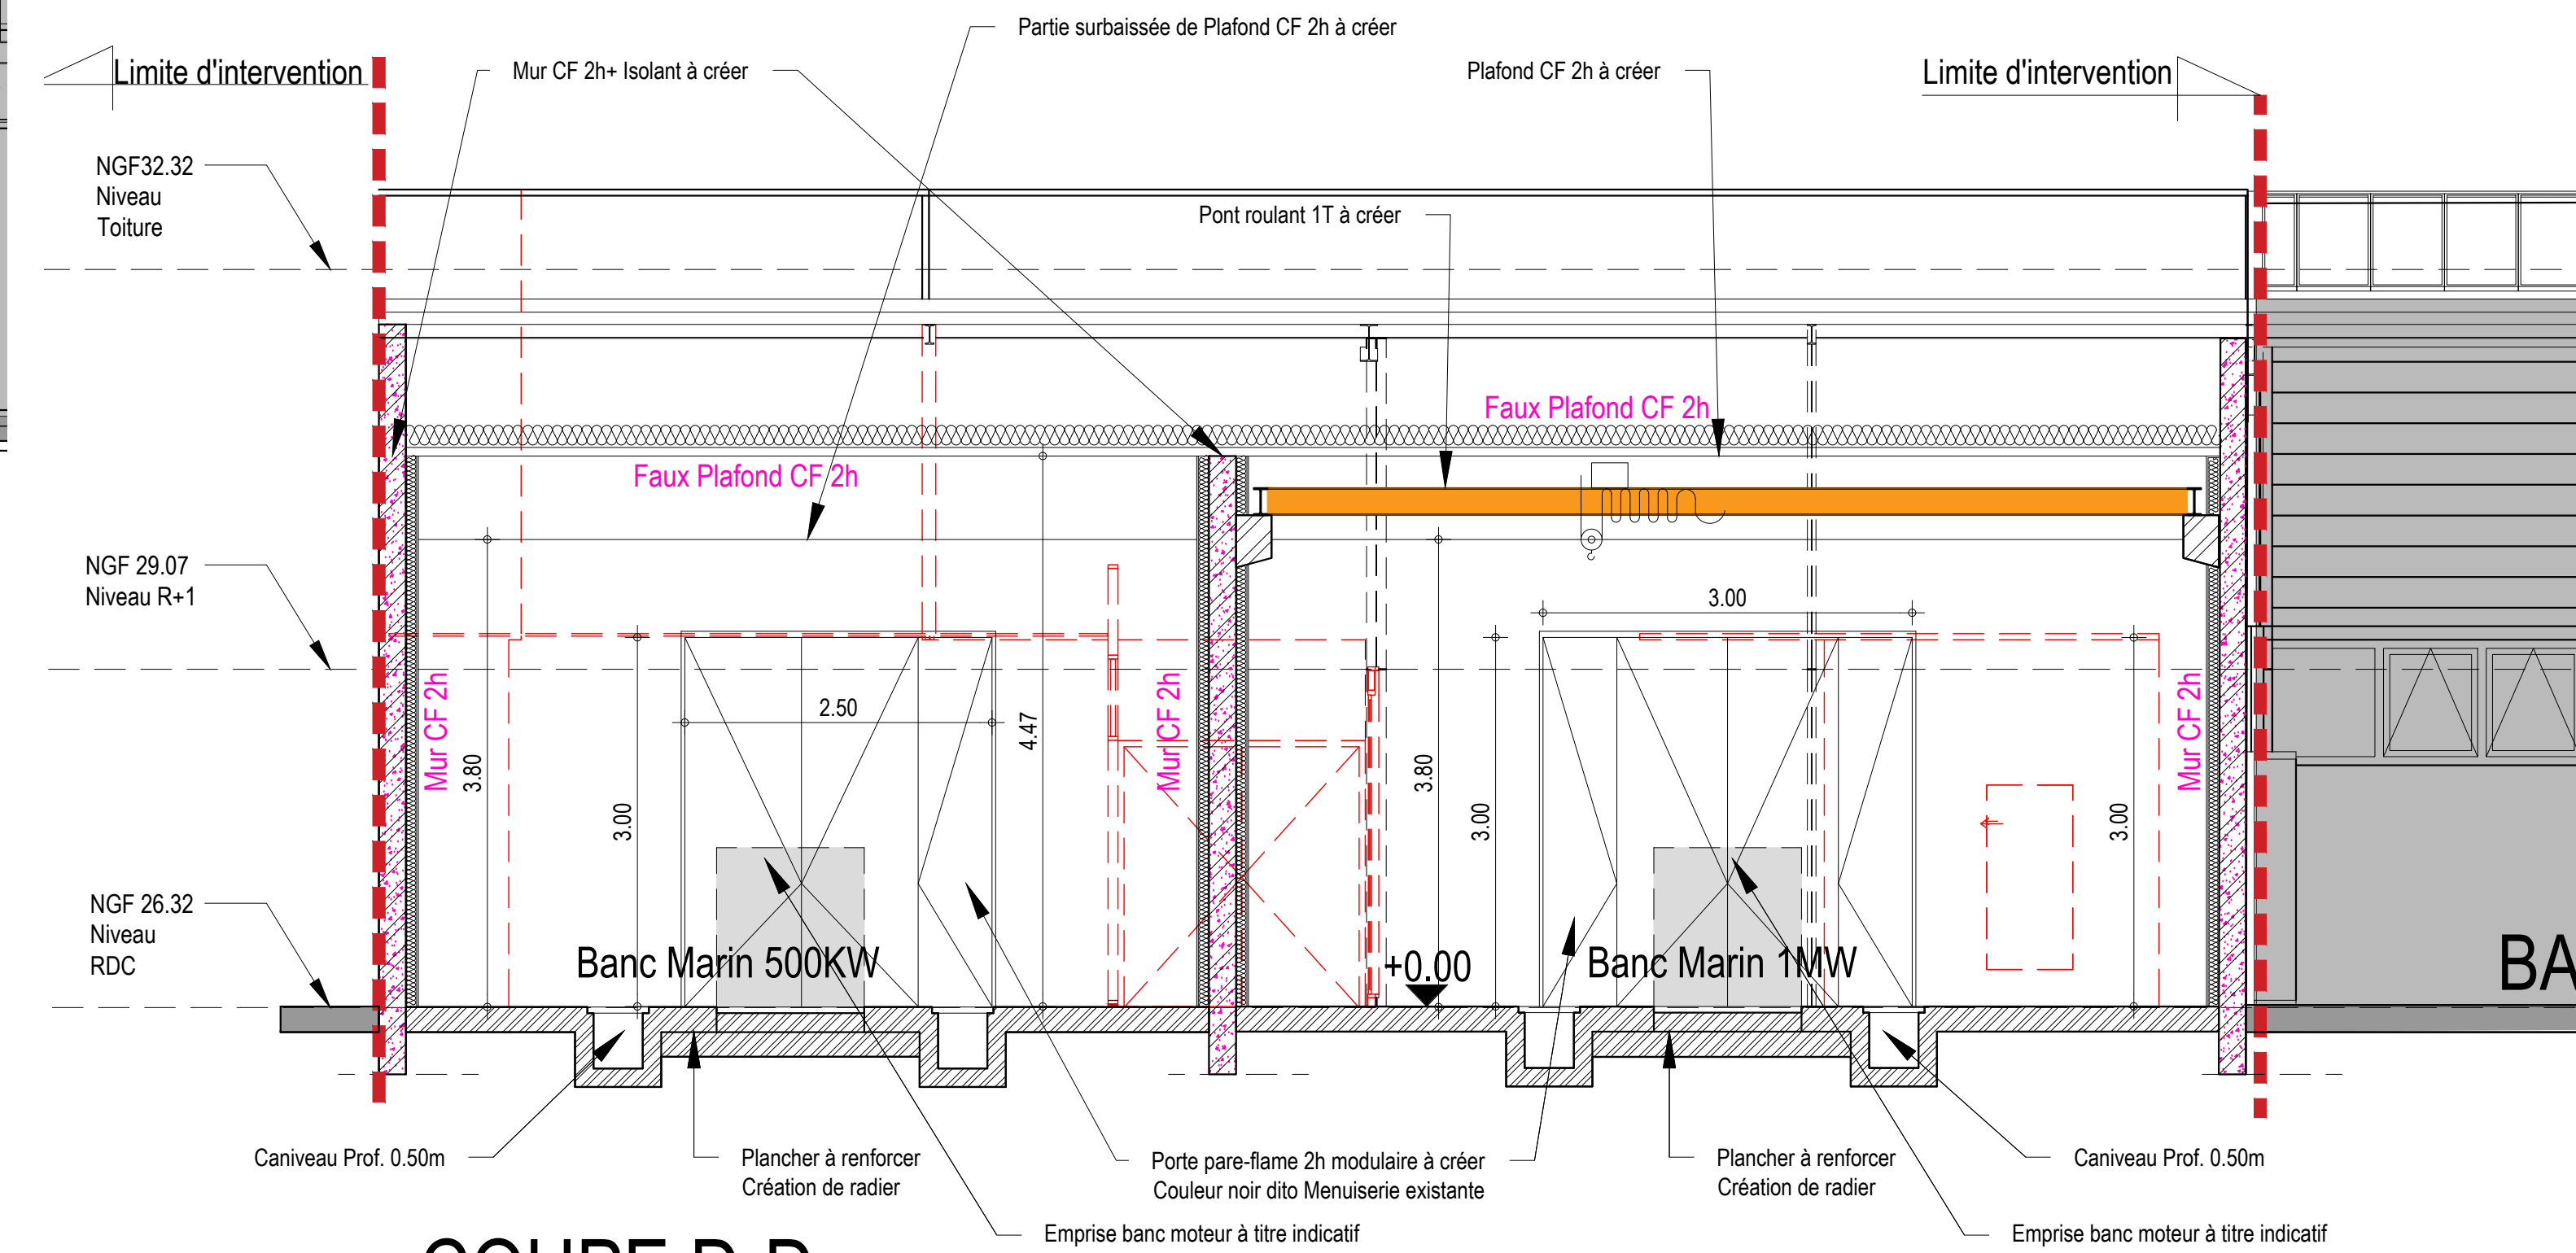 Partie surbaissée de Plafond CF 2h à créer
Limite d'intervention
Mur CF 2h+ Isolant à créer
Plafond CF 2h à créer
Limite d'intervention
NGF32.32
Niveau
Toiture
Pont roulant 1T à créer
Faux Plafond CF 2h
Faux Plafond CF 2h
NGF 29.07
Niveau R+1
3.00
2.50
4.47
Mur CF 2h
3.80
3.00
Mur CF 2h
3.80
3.00
Mur CF 2h
3.00
NGF 26.32
Niveau
RDC
Banc Marin 500KW
+0.00
Banc Marin 1MW
BA
Caniveau Prof. 0.50m
Plancher à renforcer
Création de radier
Porte pare-flame 2h modulaire à créer
Couleur noir dito Menuiserie existante
Plancher à renforcer
Création de radier
Caniveau Prof. 0.50m
Emprise banc moteur à titre indicatif
Emprise banc moteur à titre indicatif
COUPE D-D